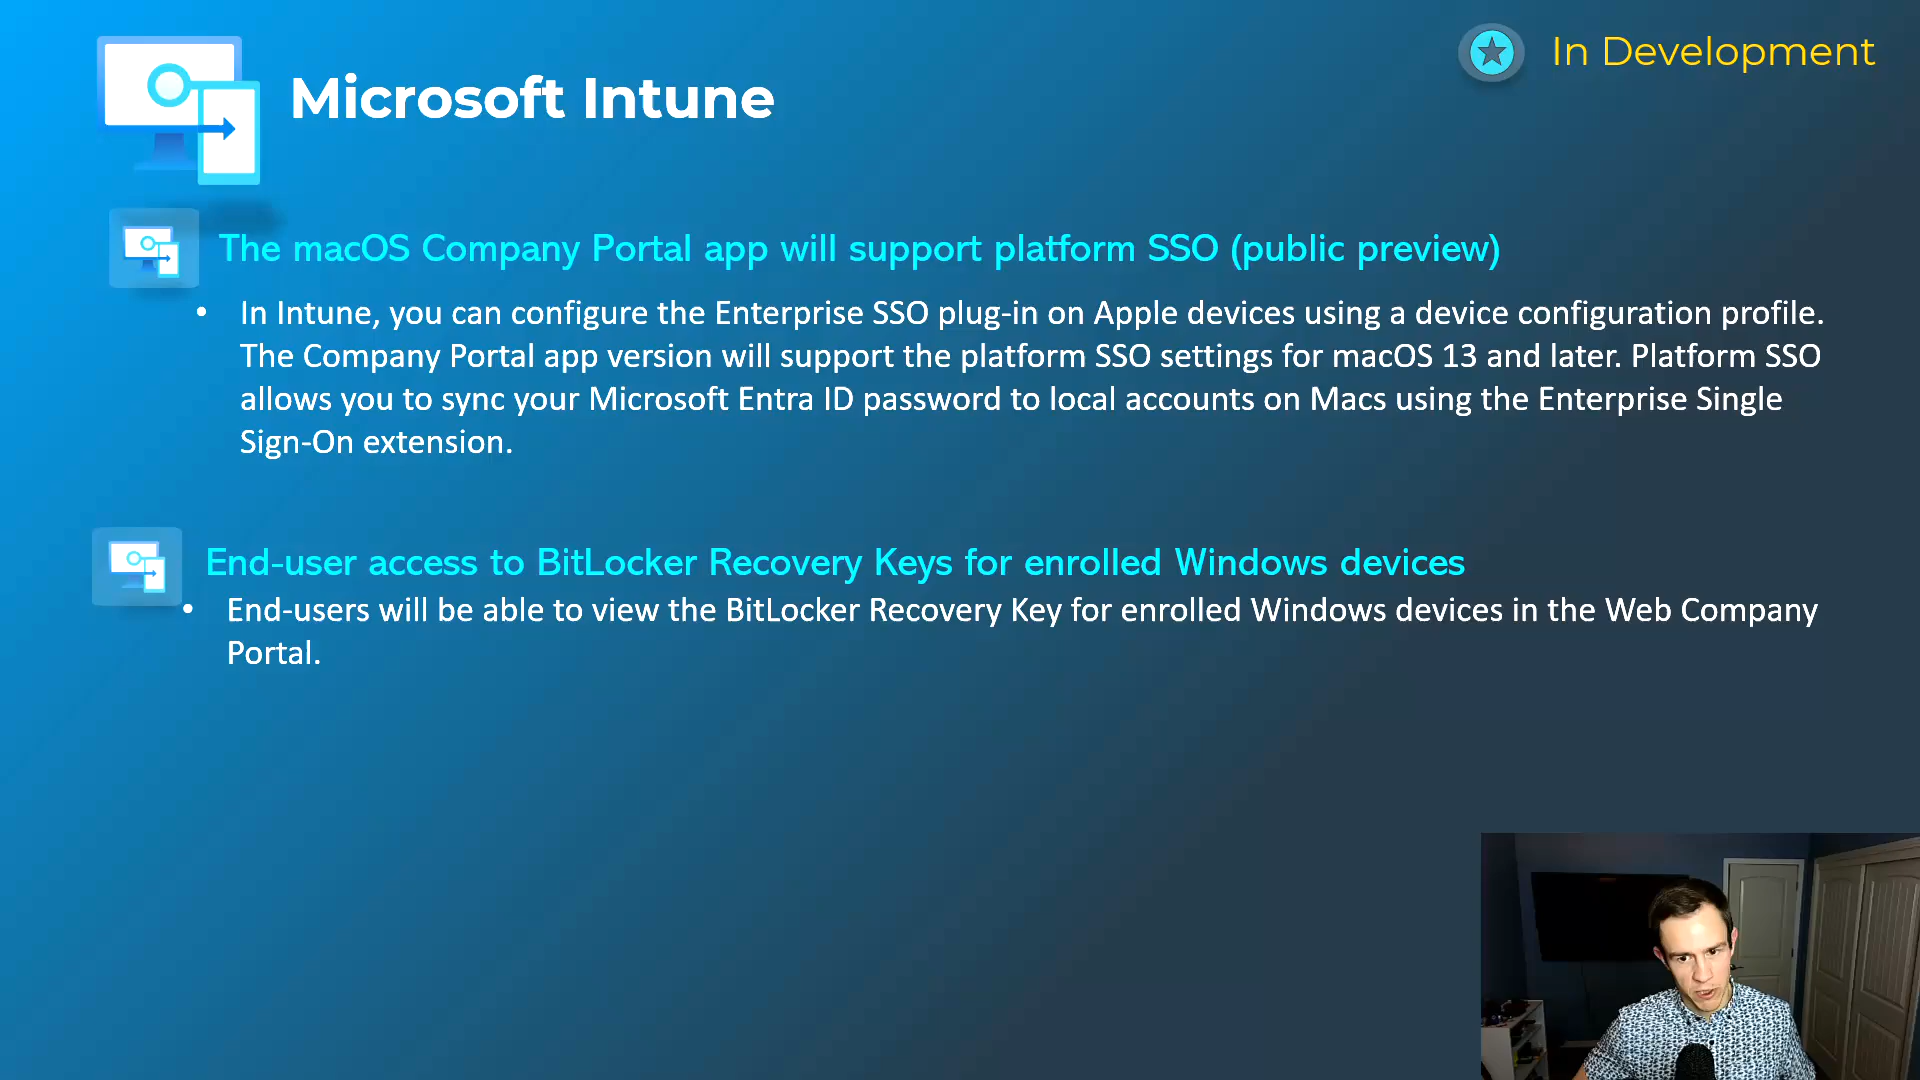 In Development
Microsoft Intune
The macOS Company Portal app will support platform SSO (public preview)
• In Intune, you can configure the Enterprise SSO plug-in on Apple devices using a device configuration profile.
The Company Portal app version will support the platform SSO settings for macOS 13 and later. Platform SSO
allows you to sync your Microsoft Entra ID password to local accounts on Macs using the Enterprise Single
Sign-On extension.
End-user access to BitLocker Recovery Keys for enrolled Windows devices
• End-users will be able to view the BitLocker Recovery Key for enrolled Windows devices in the Web Company
Portal.